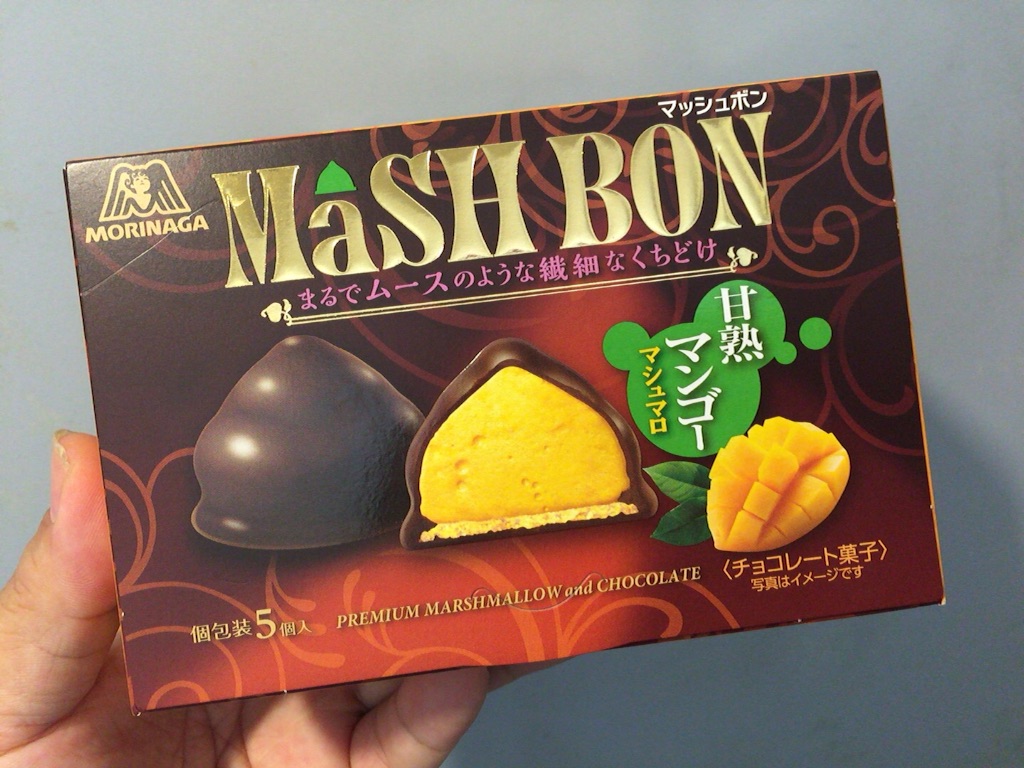 マッシュボン
MORINAGA
MaSH BON
まるでムースのような繊細なくちどけ
甘熟
マンゴー
マシュマロ
〈チョコレート菓子〉
写真はイメージです
個包装5個入
PREMIUM MARSHMALLOW and CHOCOLATE